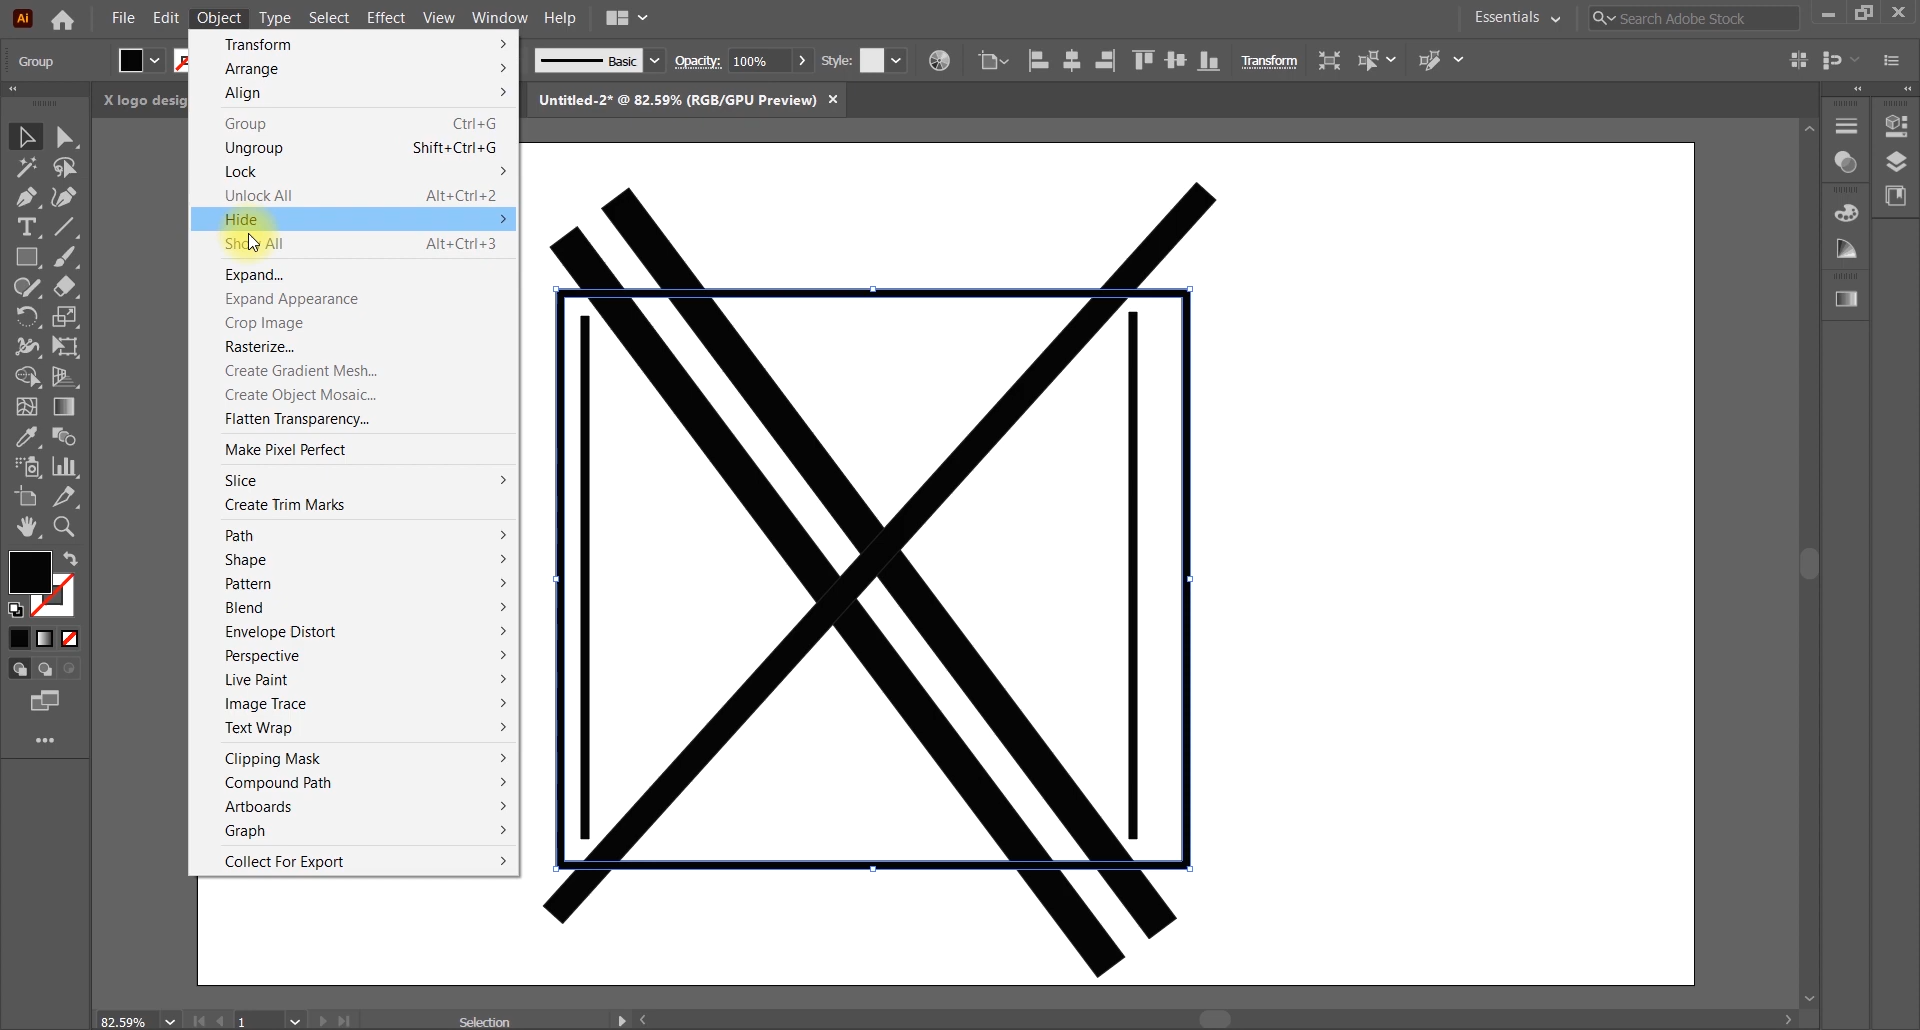 Ai File Edit Object Type Select Effect View Window Help
Essentials
Search Adobe Stock
Group
Basic
Opacity: 100%
Style:
Transform
X logo desig
Untitled-2* @ 82.59% (RGB/GPU Preview) ×
Transform
Arrange
Align
Group Ctrl+G
Ungroup Shift+Ctrl+G
Lock
Unlock All Alt+Ctrl+2
Hide
Show All Alt+Ctrl+3
Expand...
Expand Appearance
Crop Image
Rasterize...
Create Gradient Mesh...
Create Object Mosaic...
Flatten Transparency...
Make Pixel Perfect
Slice
Create Trim Marks
Path
Shape
Pattern
Blend
Envelope Distort
Perspective
Live Paint
Image Trace
Text Wrap
Clipping Mask
Compound Path
Artboards
Graph
Collect For Export
82.59%
1
Selection